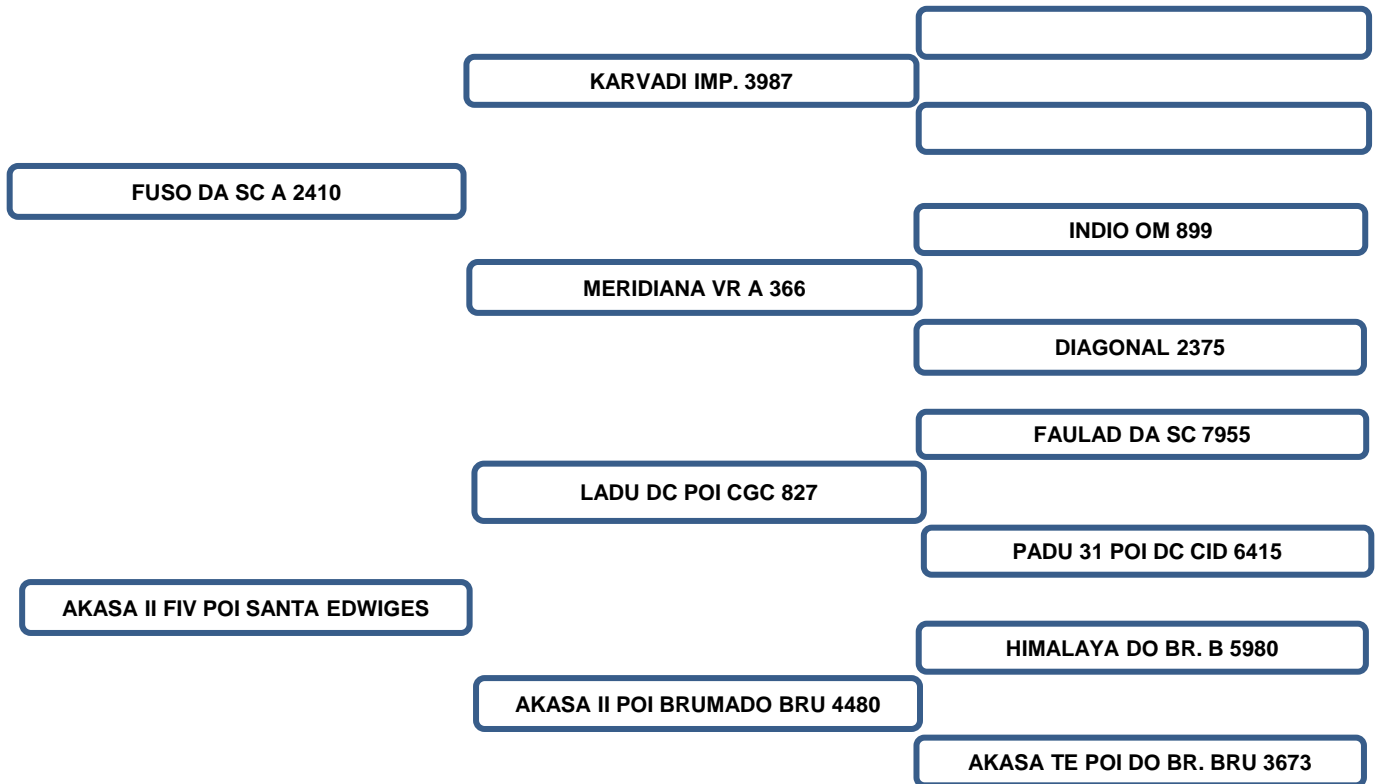 KARVADI IMP. 3987
FUSO DA SC A 2410
INDIO OM 899
MERIDIANA VR A 366
DIAGONAL 2375
FAULAD DA SC 7955
LADU DC POI CGC 827
PADU 31 POI DC CID 6415
AKASA II FIV POI SANTA EDWIGES
HIMALAYA DO BR. B 5980
AKASA II POI BRUMADO BRU 4480
AKASA TE POI DO BR. BRU 3673